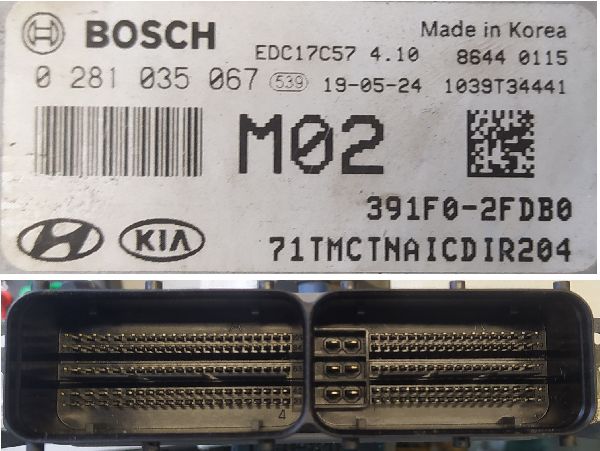 BOSCH
Made in Korea
EDC17C57 4.10 8644 0115
0 281 035 067 539 19-05-24 1039T34441
M02
391F0-2FDB0
KIA
71TMCTNAICDIR204
4